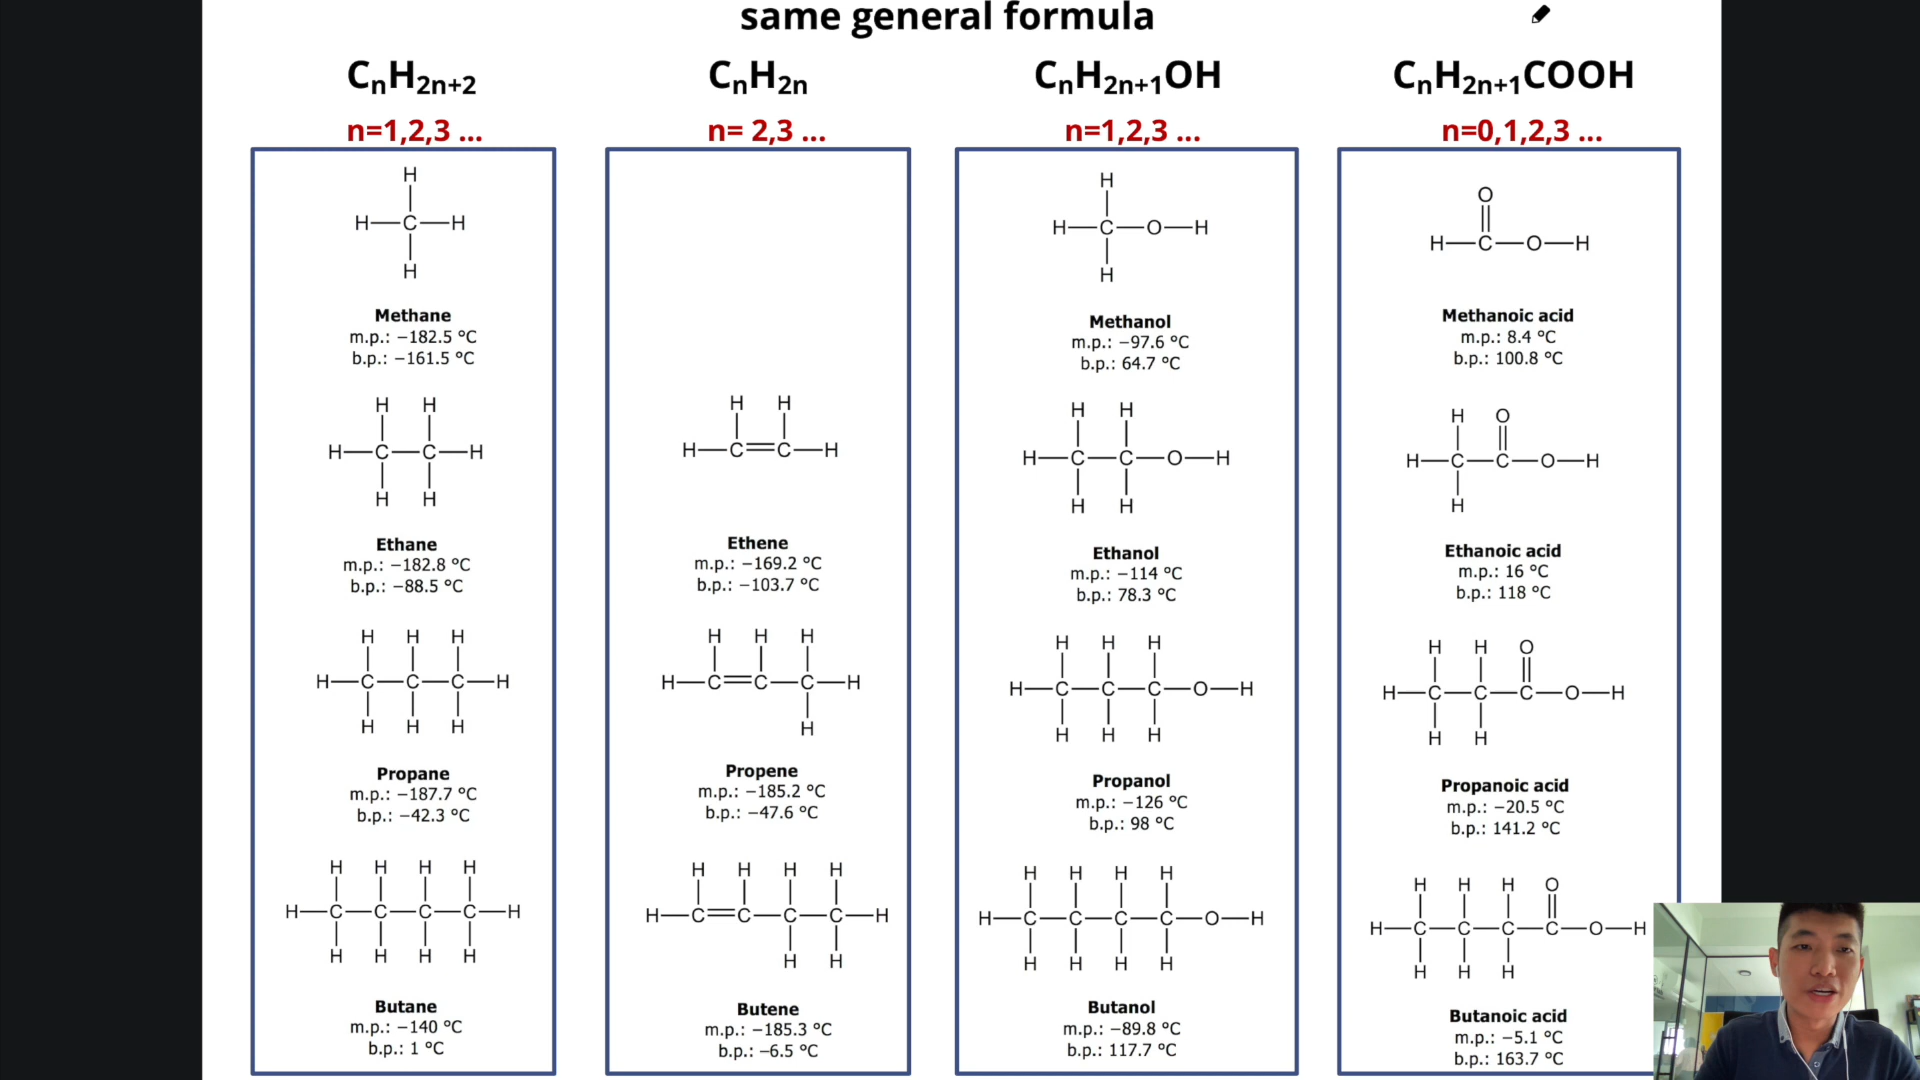 same general formula
CₙH₂ₙ₊₂
n=1,2,3 ...
H
H—C—H
H
Methane
m.p.: −182.5 °C
b.p.: −161.5 °C
H H
H—C—C—H
H H
Ethane
m.p.: −182.8 °C
b.p.: −88.5 °C
H H H
H—C—C—C—H
H H H
Propane
m.p.: −187.7 °C
b.p.: −42.3 °C
H H H H
H—C—C—C—C—H
H H H H
Butane
m.p.: −140 °C
b.p.: 1 °C
CₙH₂ₙ
n= 2,3 ...
H H
H—C=C—H
Ethene
m.p.: −169.2 °C
b.p.: −103.7 °C
H H H
H—C=C—C—H
H
Propene
m.p.: −185.2 °C
b.p.: −47.6 °C
H H H H
H—C=C—C—C—H
H H
Butene
m.p.: −185.3 °C
b.p.: −6.5 °C
CₙH₂ₙ₊₁OH
n=1,2,3 ...
H
H—C—O—H
H
Methanol
m.p.: −97.6 °C
b.p.: 64.7 °C
H H
H—C—C—O—H
H H
Ethanol
m.p.: −114 °C
b.p.: 78.3 °C
H H H
H—C—C—C—O—H
H H H
Propanol
m.p.: −126 °C
b.p.: 98 °C
H H H H
H—C—C—C—C—O—H
H H H H
Butanol
m.p.: −89.8 °C
b.p.: 117.7 °C
CₙH₂ₙ₊₁COOH
n=0,1,2,3 ...
O
H—C—O—H
Methanoic acid
m.p.: 8.4 °C
b.p.: 100.8 °C
H O
H—C—C—O—H
H
Ethanoic acid
m.p.: 16 °C
b.p.: 118 °C
H H O
H—C—C—C—O—H
H H
Propanoic acid
m.p.: −20.5 °C
b.p.: 141.2 °C
H H H O
H—C—C—C—C—O—H
H H H
Butanoic acid
m.p.: −5.1 °C
b.p.: 163.7 °C